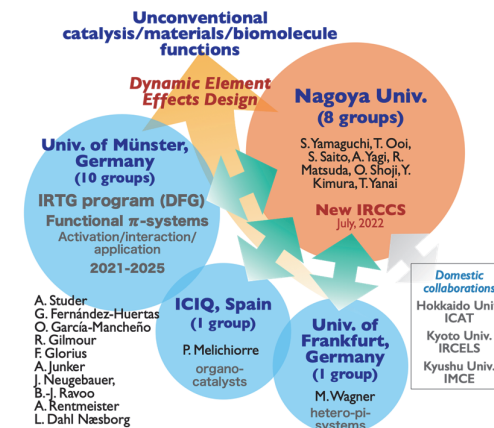 Unconventional
catalysis/materials/biomolecule
functions
Dynamic Element
Effects Design
Nagoya Univ.
(8 groups)
S.Yamaguchi, T. Ooi,
S. Saito, A. Yagi, R.
Matsuda, O. Shoji, Y.
Kimura, T. Yanai
New IRCCS
July, 2022
Univ. of Münster,
Germany
(10 groups)
IRTG program (DFG)
Functional π-systems
Activation/interaction/
application
2021-2025
A. Studer
G. Fernández-Huertas
O. García-Mancheño
R. Gilmour
F. Glorius
A. Junker
J. Neugebauer,
B.-J. Ravoo
A. Rentmeister
L. Dahl Næsborg
ICIQ, Spain
(1 group)
P. Melichiorre
organo-
catalysts
Univ. of
Frankfurt,
Germany
(1 group)
M. Wagner
hetero-pi-
systems
Domestic
collaborations
Hokkaido Uni
ICAT
Kyoto Univ.
IRCELS
Kyushu Univ.
IMCE